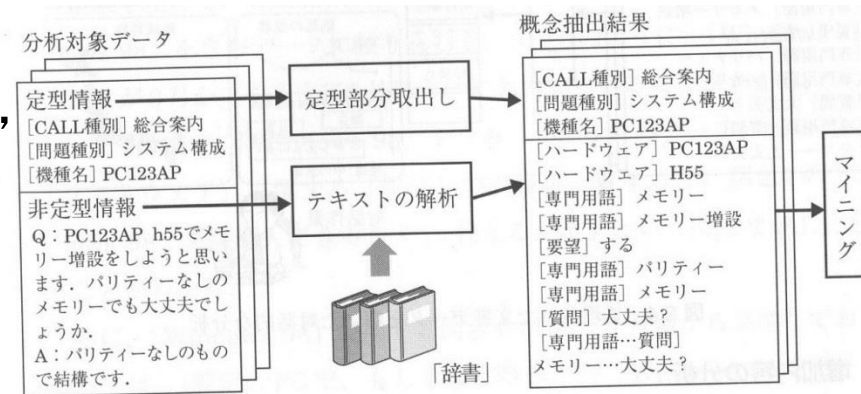 分析対象データ
定型情報
[CALL種別] 総合案内
[問題種別] システム構成
[機種名] PC123AP
非定型情報
Q：PC123AP h55でメモ
リー増設をしようと思い
ます．パリティーなしの
メモリーでも大丈夫でし
ょうか．
A：パリティーなしのもの
で結構です．
定型部分取出し
テキストの解析
「辞書」
概念抽出結果
[CALL種別] 総合案内
[問題種別] システム構成
[機種名] PC123AP
[ハードウェア] PC123AP
[ハードウェア] H55
[専門用語] メモリー
[専門用語] メモリー増設
[要望] する
[専門用語] パリティー
[専門用語] メモリー
[質問] 大丈夫？
[専門用語…質問]
メモリー……大丈夫？
マイニング